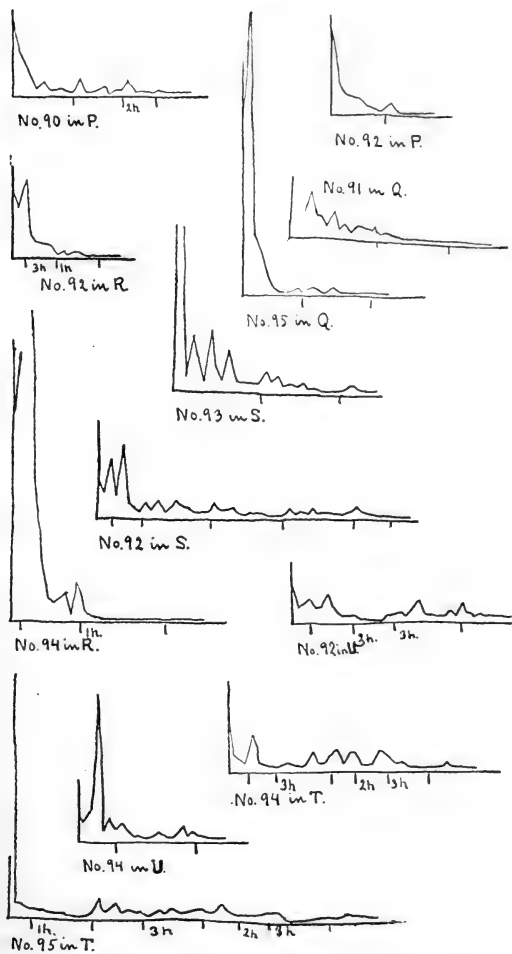 2h
No. 90 in P.
No. 92 in P.
No. 91 in Q.
3h 1h
No. 92 in R
No. 95 in Q.
No. 93 in S.
No. 92 in S.
1h.
No. 94 in R.
3h. 3h.
No. 92 in U.
3h 2h 3h
No. 94 in T.
No. 94 in U.
1h. 3h 2h 3h
No. 95 in T.